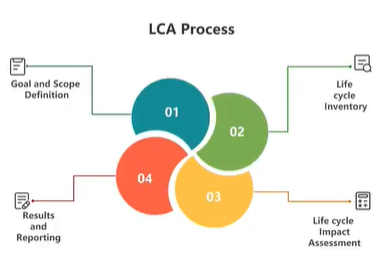 LCA Process
Goal and Scope
Definition
01
02
Life
cycle
Inventory
04
03
Results
and
Reporting
Life cycle
Impact
Assessment